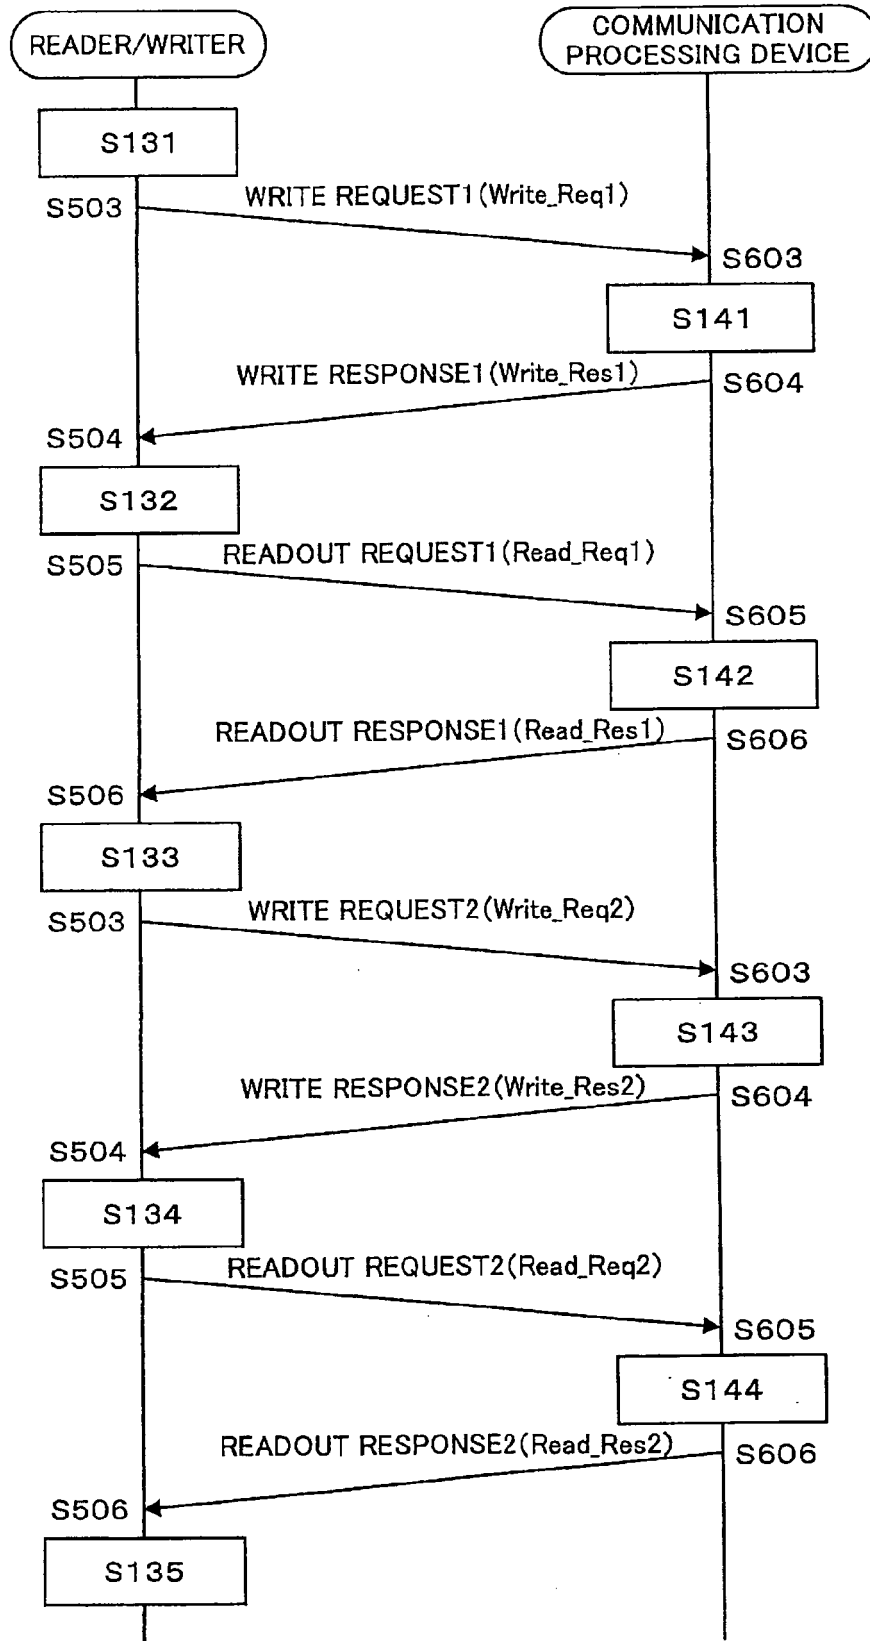 READER/WRITER
COMMUNICATION
PROCESSING DEVICE
S131
S503
WRITE REQUEST1(Write_Req1)
S603
S141
WRITE RESPONSE1(Write_Res1)
S604
S504
S132
S505
READOUT REQUEST1(Read_Req1)
S605
S142
READOUT RESPONSE1(Read_Res1)
S606
S506
S133
S503
WRITE REQUEST2(Write_Req2)
S603
S143
WRITE RESPONSE2(Write_Res2)
S604
S504
S134
S505
READOUT REQUEST2(Read_Req2)
S605
S144
READOUT RESPONSE2(Read_Res2)
S606
S506
S135